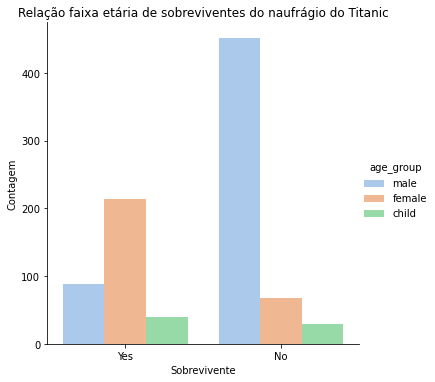 Relação faixa etária de sobreviventes do naufrágio do Titanic
400
300
200
100
0
Contagem
Yes
No
Sobrevivente
age_group
male
female
child